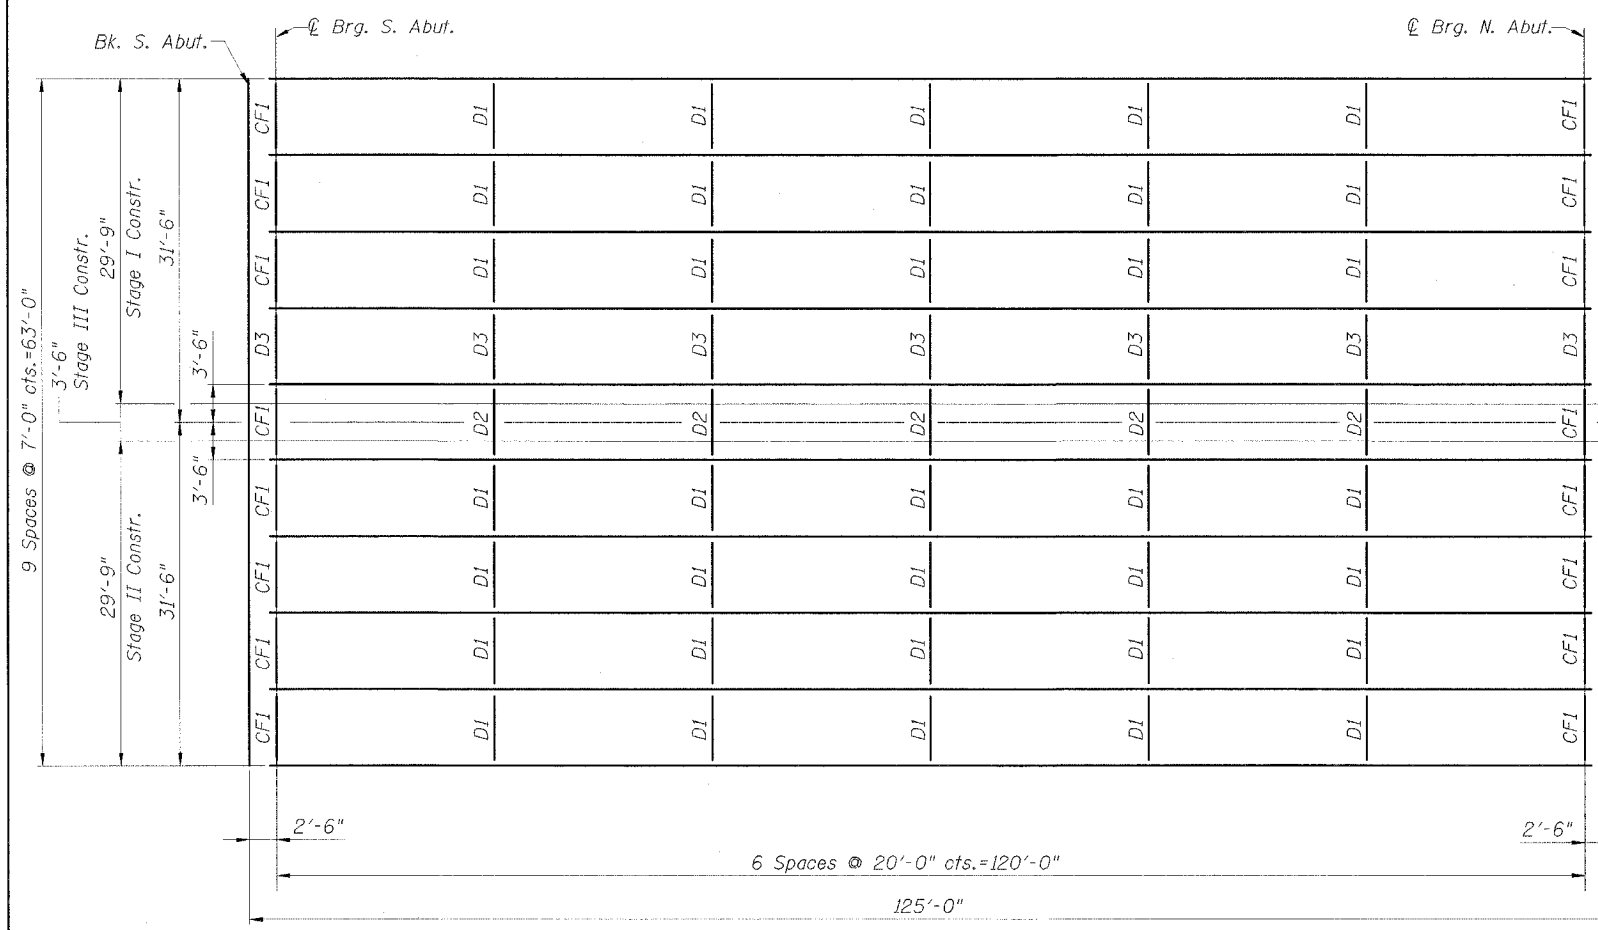 ℄ Brg. S. Abut.
℄ Brg. N. Abut.
Bk. S. Abut.
CF1 D1 D1 D1 D1 D1 CF1
CF1 D1 D1 D1 D1 D1 CF1
CF1 D1 D1 D1 D1 D1 CF1
D3 D3 D3 D3 D3 D3 D3
CF1 D2 D2 D2 D2 D2 CF1
CF1 D1 D1 D1 D1 D1 CF1
CF1 D1 D1 D1 D1 D1 CF1
CF1 D1 D1 D1 D1 D1 CF1
CF1 D1 D1 D1 D1 D1 CF1
9 Spaces @ 7'-0" cts.=63'-0"
3'-6"
Stage III Constr.
29'-9"
Stage I Constr.
31'-6"
3'-6"
3'-6"
29'-9"
Stage II Constr.
31'-6"
2'-6"
2'-6"
6 Spaces @ 20'-0" cts.=120'-0"
125'-0"